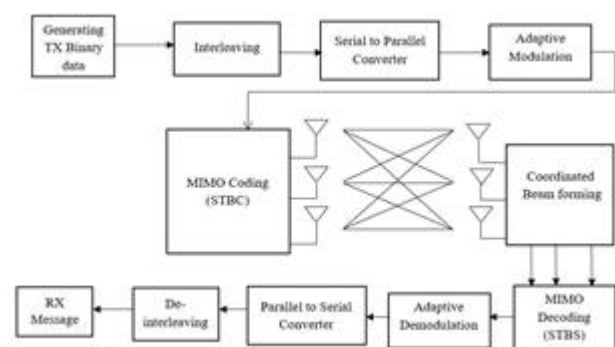 Generating
TX Binary
data
Interleaving
Serial to Parallel
Converter
Adaptive
Modulation
MIMO Coding
(STBC)
Coordinated
Beam forming
RX
Message
De-
interleaving
Parallel to Serial
Converter
Adaptive
Demodulation
MIMO
Decoding
(STBS)